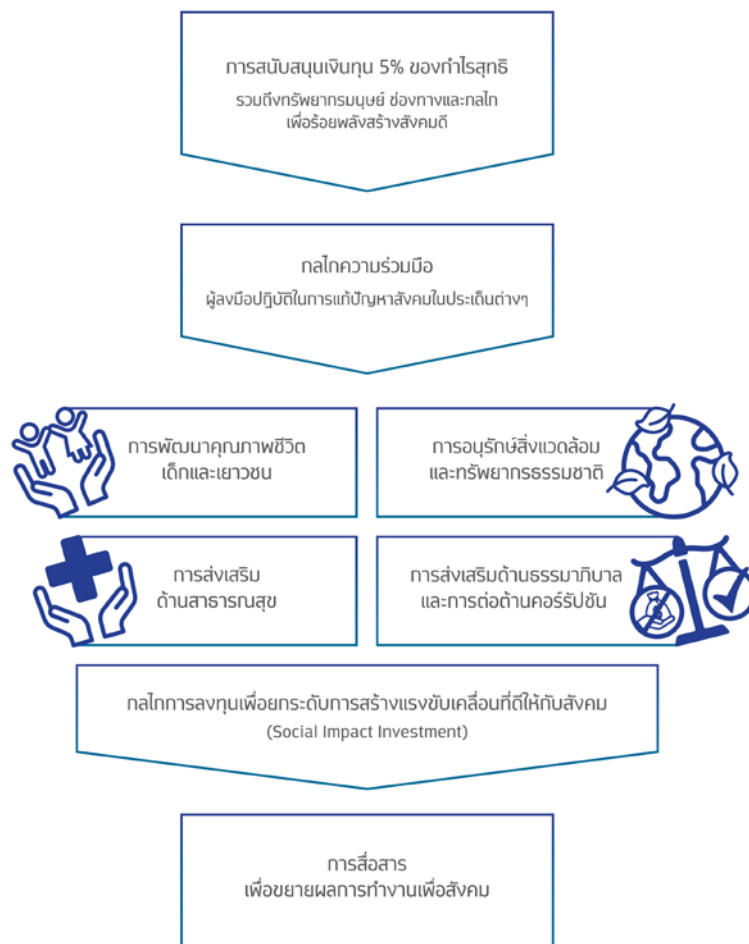 การสนับสนุนเงินทุน 5% ของกำไรสุทธิ
รวมถึงทรัพยากรมนุษย์ ช่องทางและกลไก
เพื่อร้อยพลังสร้างสังคมดี
กลไกความร่วมมือ
ผู้ลงมือปฏิบัติในการแก้ปัญหาสังคมในประเด็นต่างๆ
การพัฒนาคุณภาพชีวิต
เด็กและเยาวชน
การอนุรักษ์สิ่งแวดล้อม
และทรัพยากรธรรมชาติ
การส่งเสริม
ด้านสาธารณสุข
การส่งเสริมด้านธรรมาภิบาล
และการต่อต้านคอร์รัปชัน
กลไกการลงทุนเพื่อยกระดับการสร้างแรงขับเคลื่อนที่ดีให้กับสังคม
(Social Impact Investment)
การสื่อสาร
เพื่อขยายผลการทำงานเพื่อสังคม